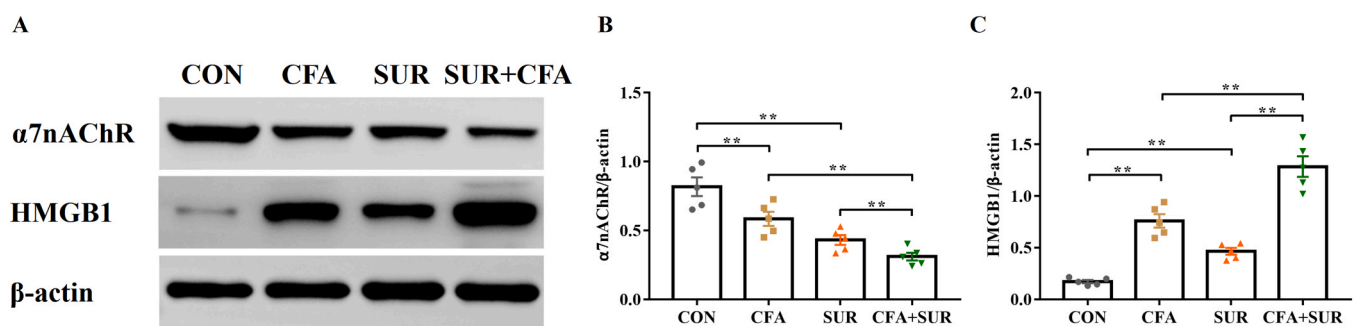 A
CON CFA SUR SUR+CFA
α7nAChR
HMGB1
β-actin
B
α7nAChR/β-actin
1.5
1.0
0.5
0.0
**
**
**
**
CON CFA SUR CFA+SUR
C
HMGB1/β-actin
2.0
1.5
1.0
0.5
0.0
**
**
**
**
CON CFA SUR CFA+SUR